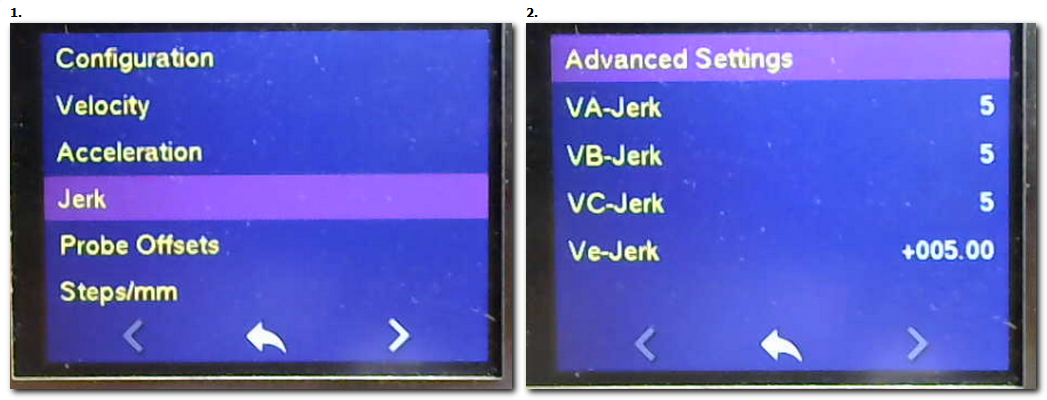 1.
Configuration
Velocity
Acceleration
Jerk
Probe Offsets
Steps/mm
2.
Advanced Settings
VA-Jerk 5
VB-Jerk 5
VC-Jerk 5
Ve-Jerk +005.00